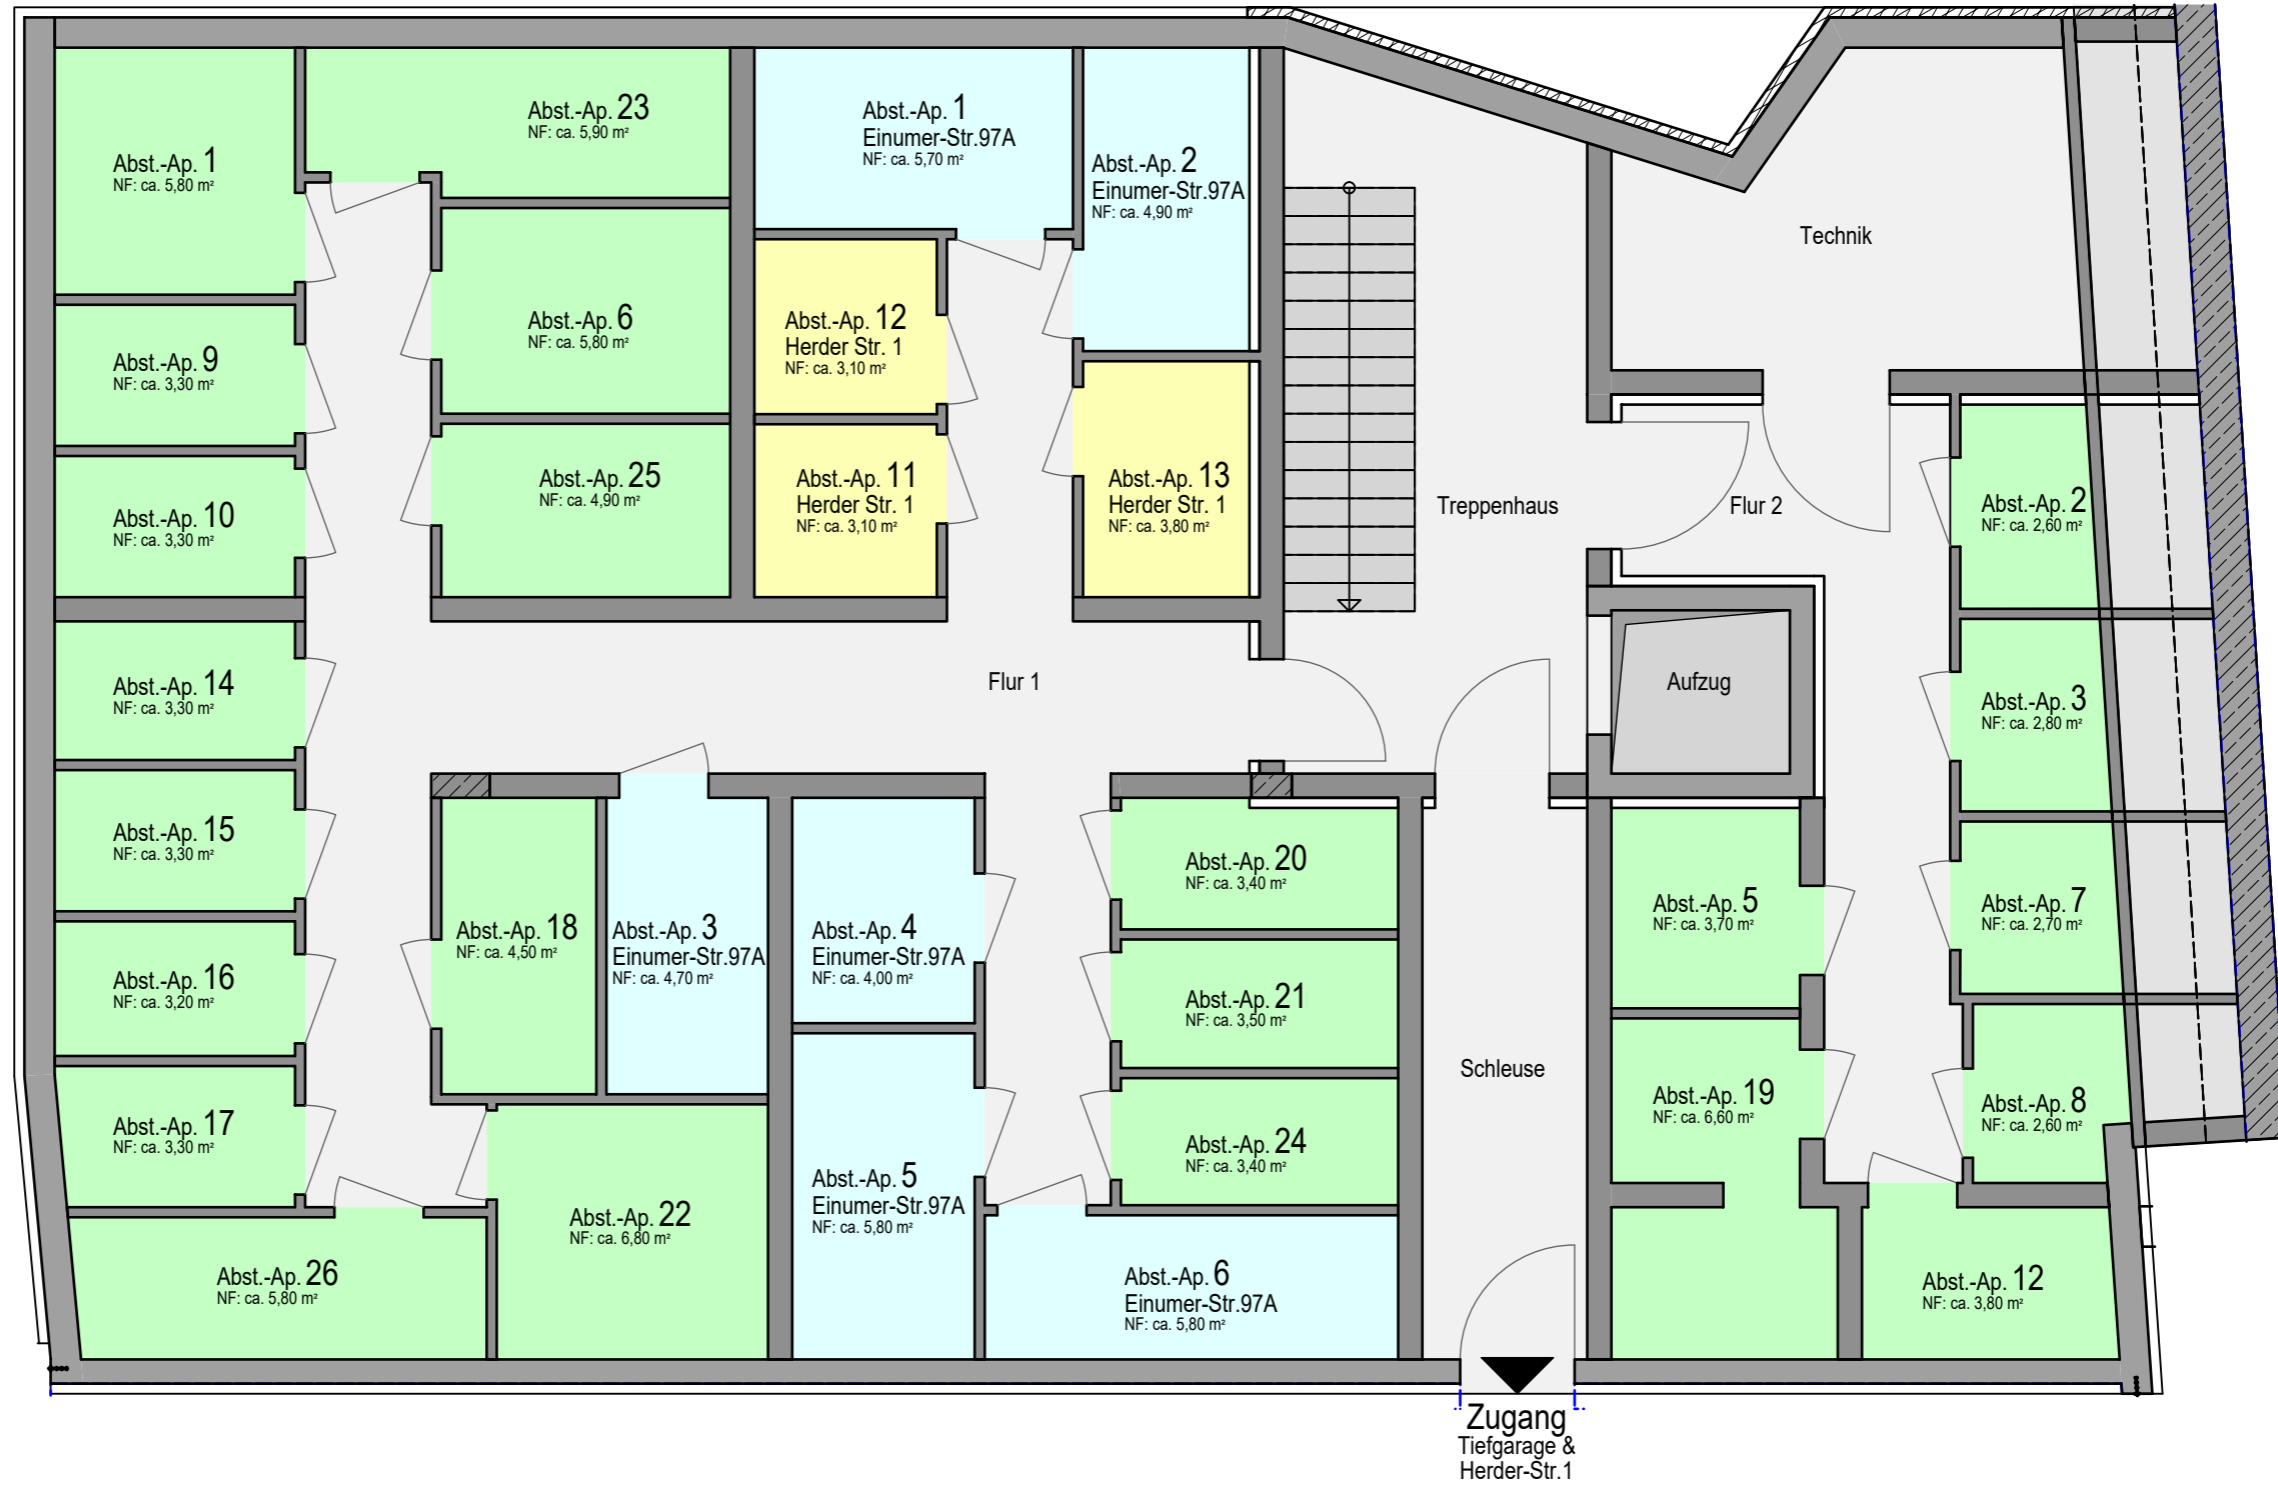 Abst.-Ap. 1
NF: ca. 5,80 m²
Abst.-Ap. 23
NF: ca. 5,90 m²
Abst.-Ap. 1
Einumer-Str.97A
NF: ca. 5,70 m²
Abst.-Ap. 2
Einumer-Str.97A
NF: ca. 4,90 m²
Technik
Abst.-Ap. 9
NF: ca. 3,30 m²
Abst.-Ap. 6
NF: ca. 5,80 m²
Abst.-Ap. 12
Herder Str. 1
NF: ca. 3,10 m²
Abst.-Ap. 10
NF: ca. 3,30 m²
Abst.-Ap. 25
NF: ca. 4,90 m²
Abst.-Ap. 11
Herder Str. 1
NF: ca. 3,10 m²
Abst.-Ap. 13
Herder Str. 1
NF: ca. 3,80 m²
Treppenhaus
Flur 2
Abst.-Ap. 2
NF: ca. 2,60 m²
Abst.-Ap. 14
NF: ca. 3,30 m²
Flur 1
Aufzug
Abst.-Ap. 3
NF: ca. 2,80 m²
Abst.-Ap. 15
NF: ca. 3,30 m²
Abst.-Ap. 18
NF: ca. 4,50 m²
Abst.-Ap. 3
Einumer-Str.97A
NF: ca. 4,70 m²
Abst.-Ap. 4
Einumer-Str.97A
NF: ca. 4,00 m²
Abst.-Ap. 20
NF: ca. 3,40 m²
Abst.-Ap. 5
NF: ca. 3,70 m²
Abst.-Ap. 7
NF: ca. 2,70 m²
Abst.-Ap. 16
NF: ca. 3,20 m²
Abst.-Ap. 21
NF: ca. 3,50 m²
Schleuse
Abst.-Ap. 19
NF: ca. 6,60 m²
Abst.-Ap. 8
NF: ca. 2,60 m²
Abst.-Ap. 17
NF: ca. 3,30 m²
Abst.-Ap. 24
NF: ca. 3,40 m²
Abst.-Ap. 5
Einumer-Str.97A
NF: ca. 5,80 m²
Abst.-Ap. 22
NF: ca. 6,80 m²
Abst.-Ap. 26
NF: ca. 5,80 m²
Abst.-Ap. 6
Einumer-Str.97A
NF: ca. 5,80 m²
Abst.-Ap. 12
NF: ca. 3,80 m²
Zugang
Tiefgarage &
Herder-Str.1